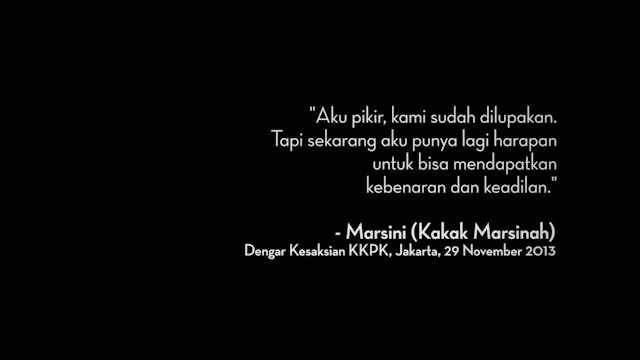 "Aku pikir, kami sudah dilupakan.
Tapi sekarang aku punya lagi harapan
untuk bisa mendapatkan
kebenaran dan keadilan."
- Marsini (Kakak Marsinah)
Dengar Kesaksian KKPK, Jakarta, 29 November 2013